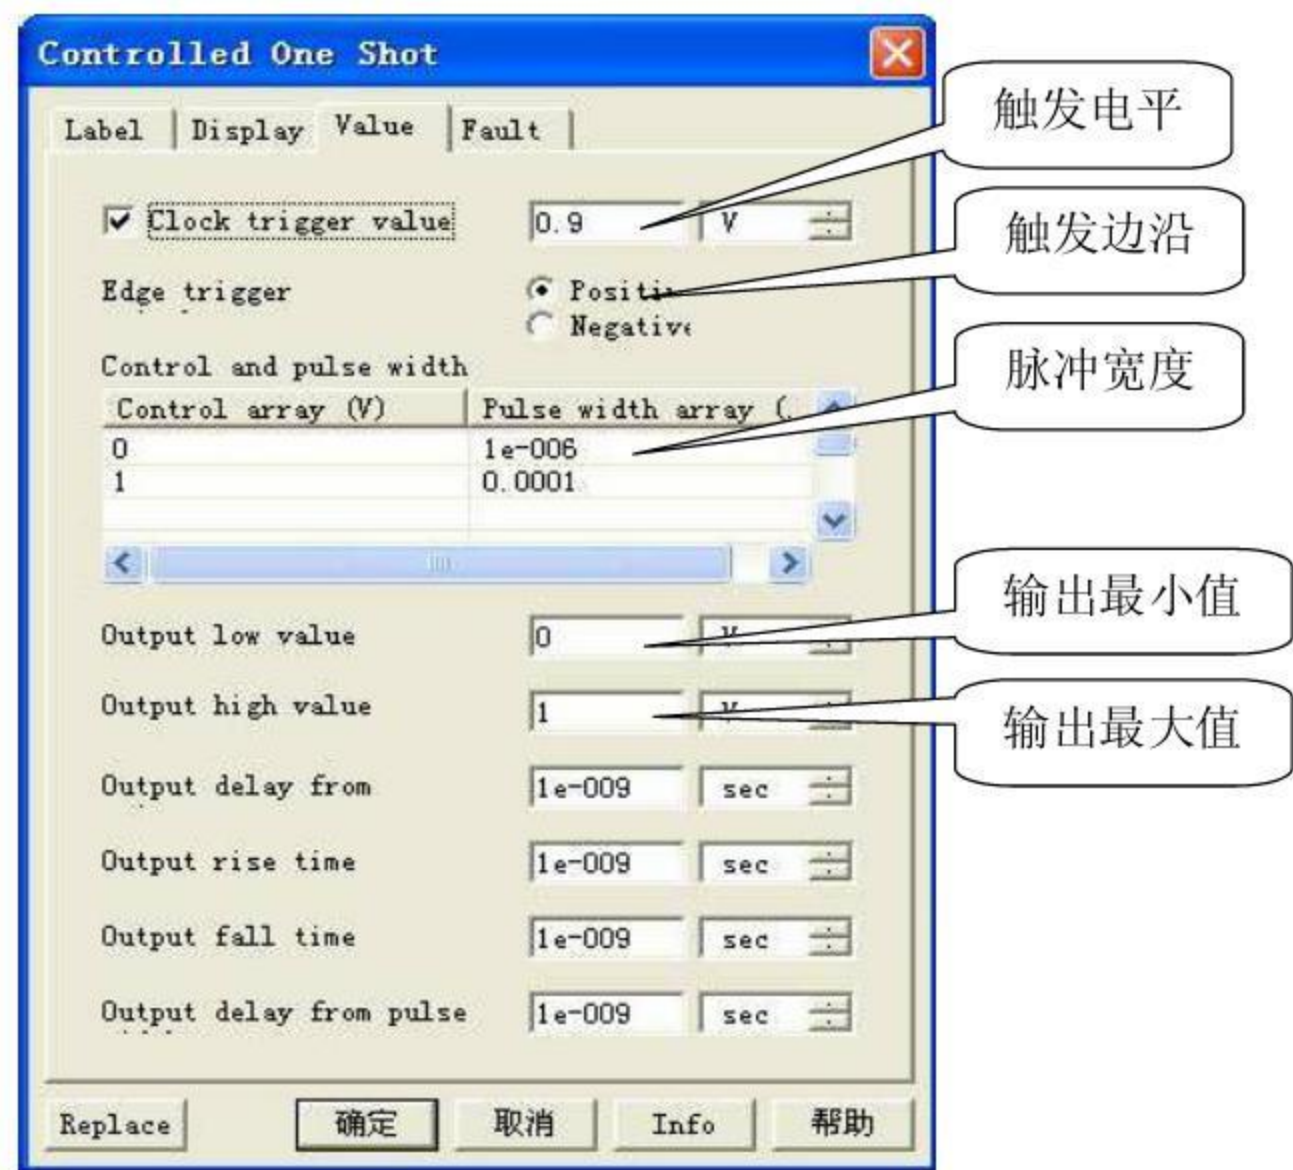 Controlled One Shot
Label Display Value Fault
触发电平
Clock trigger value 0.9 V
触发边沿
Edge trigger Positiv
Negative
脉冲宽度
Control and pulse width
Control array (V) Pulse width array (.
0 1e-006
1 0.0001
输出最小值
Output low value 0 V
输出最大值
Output high value 1 V
Output delay from 1e-009 sec
Output rise time 1e-009 sec
Output fall time 1e-009 sec
Output delay from pulse 1e-009 sec
Replace 确定 取消 Info 帮助